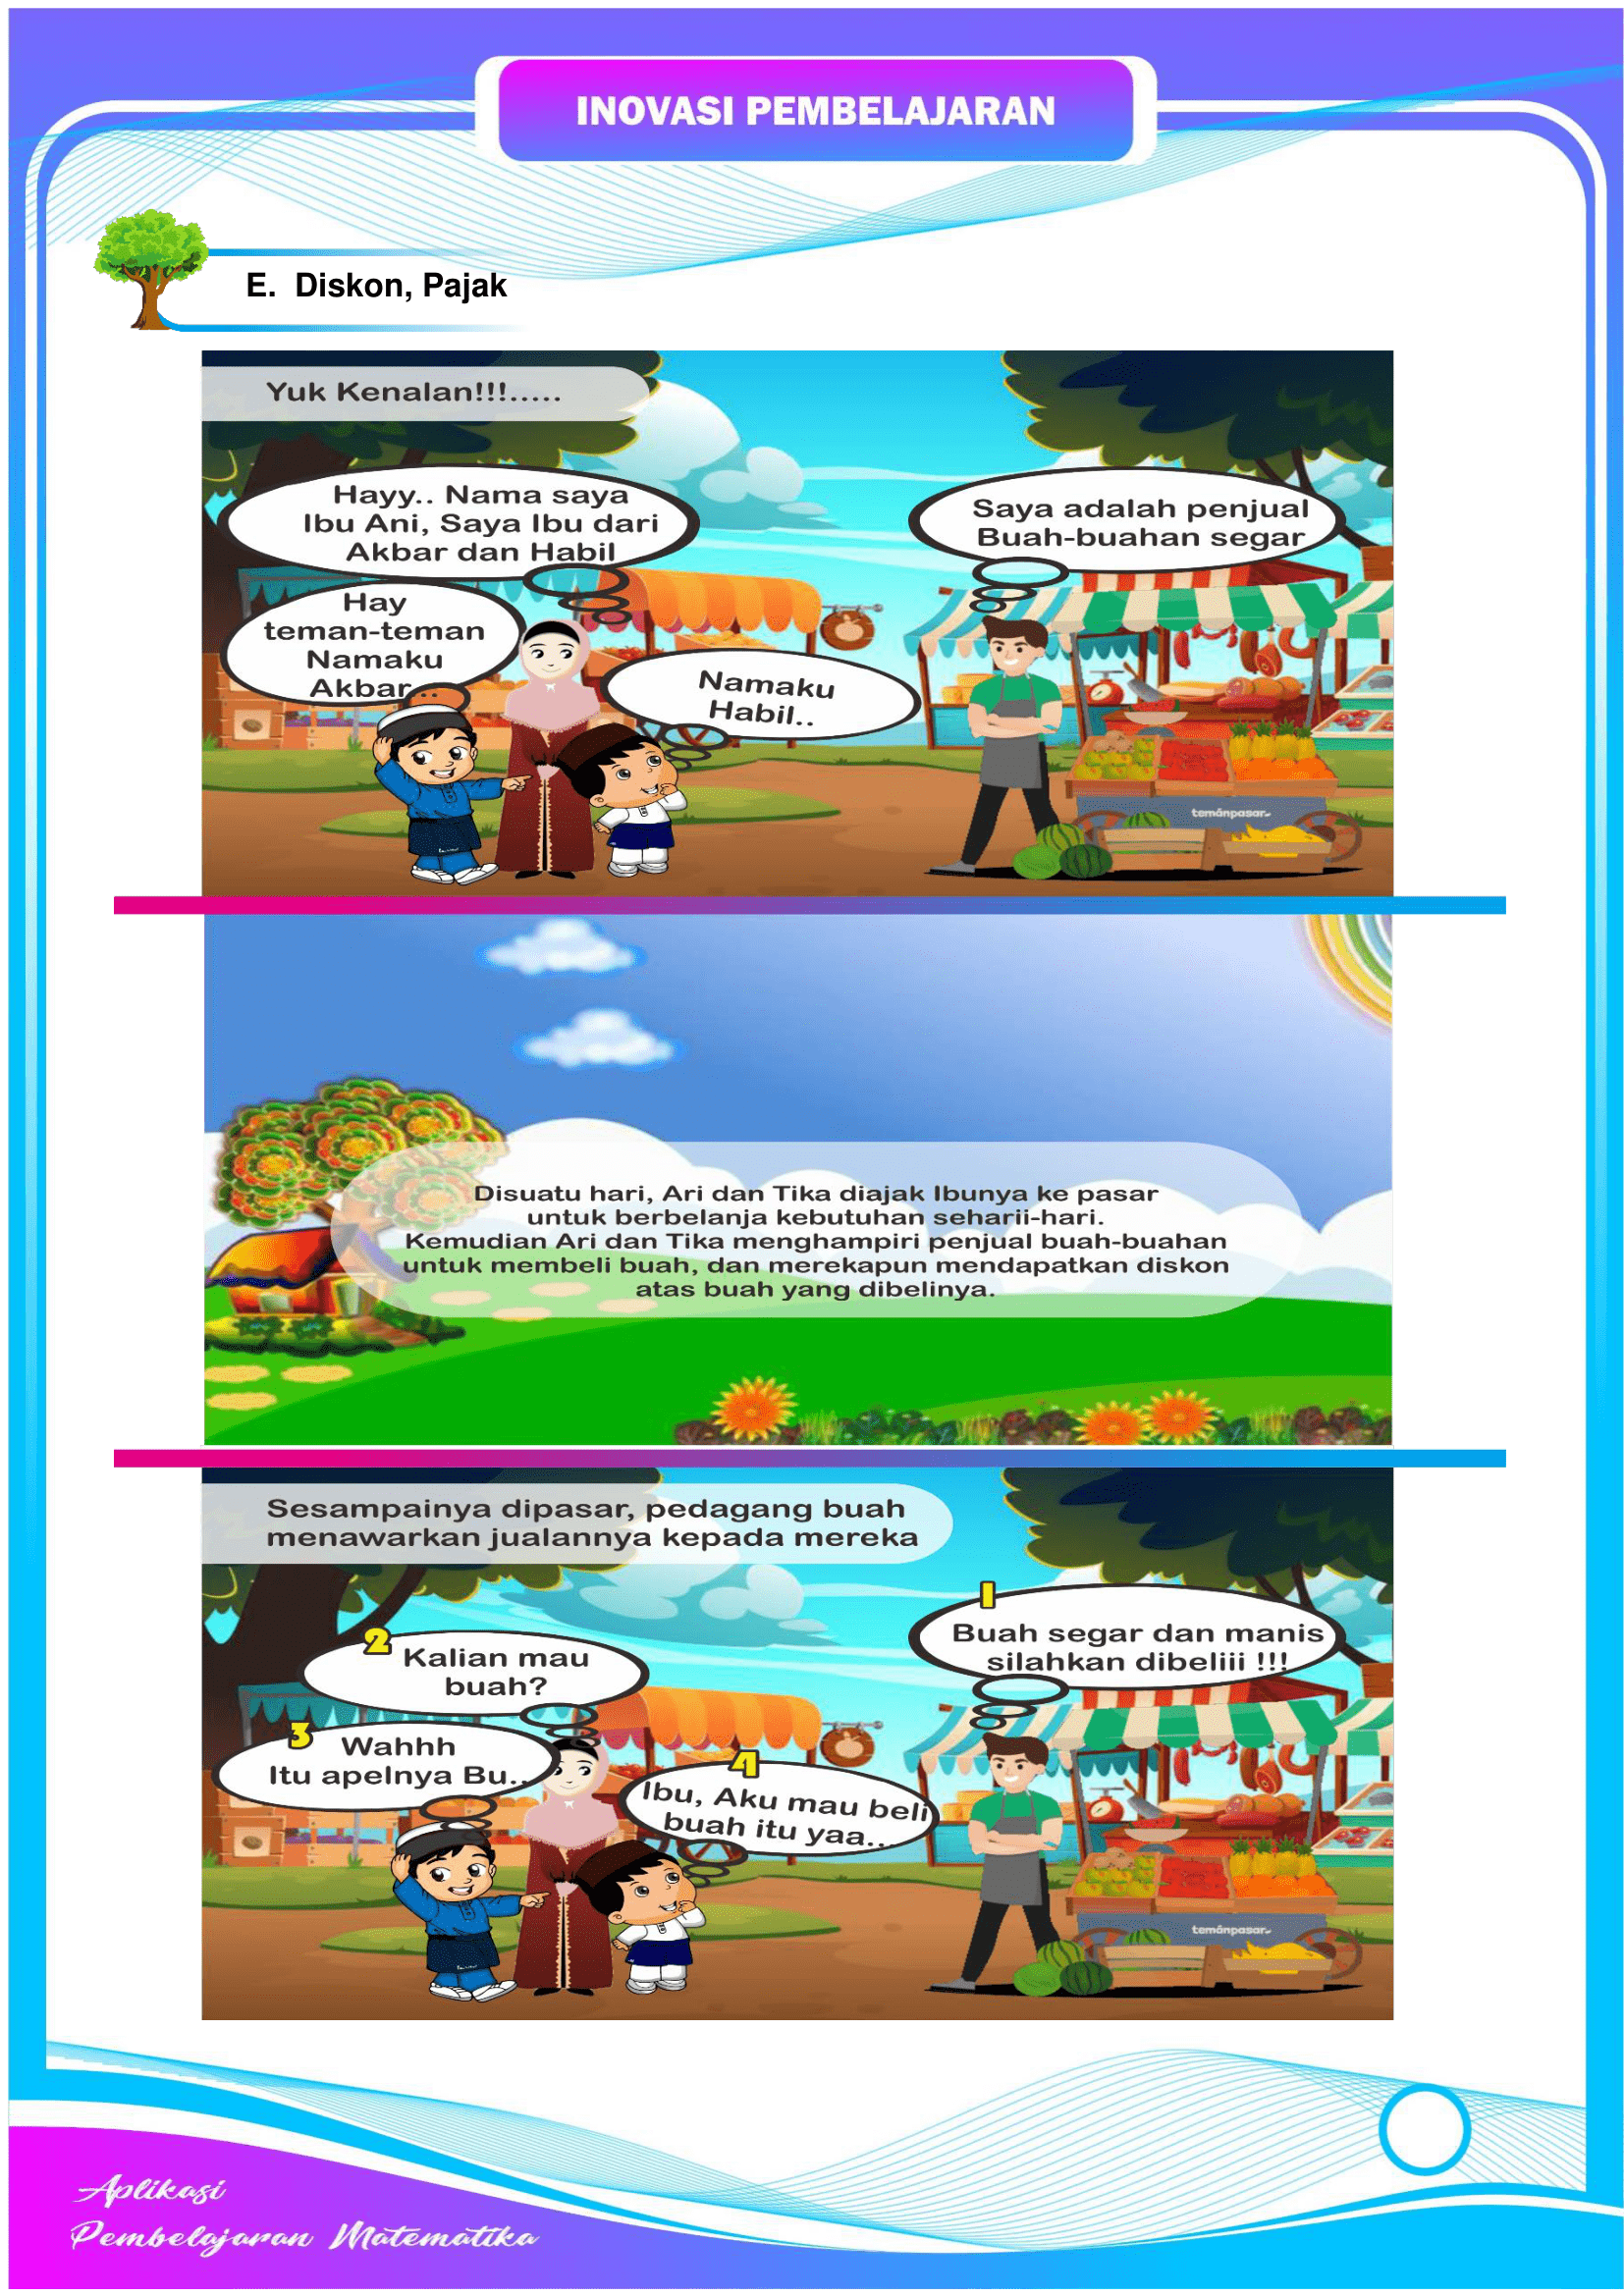 INOVASI PEMBELAJARAN
E. Diskon, Pajak
Yuk Kenalan!!!.....
Hayy.. Nama saya
Ibu Ani, Saya Ibu dari
Akbar dan Habil
Saya adalah penjual
Buah-buahan segar
Hay
teman-teman
Namaku
Akbar...
Namaku
Habil..
temanpasar
Disuatu hari, Ari dan Tika diajak Ibunya ke pasar
untuk berbelanja kebutuhan seharii-hari.
Kemudian Ari dan Tika menghampiri penjual buah-buahan
untuk membeli buah, dan merekapun mendapatkan diskon
atas buah yang dibelinya.
Sesampainya dipasar, pedagang buah
menawarkan jualannya kepada mereka
1
Buah segar dan manis
silahkan dibeliii !!!
2
Kalian mau
buah?
3
Wahhh
Itu apelnya Bu..
4
Ibu, Aku mau beli
buah itu yaa...
temanpasar
Aplikasi
Pembelajaran Matematika